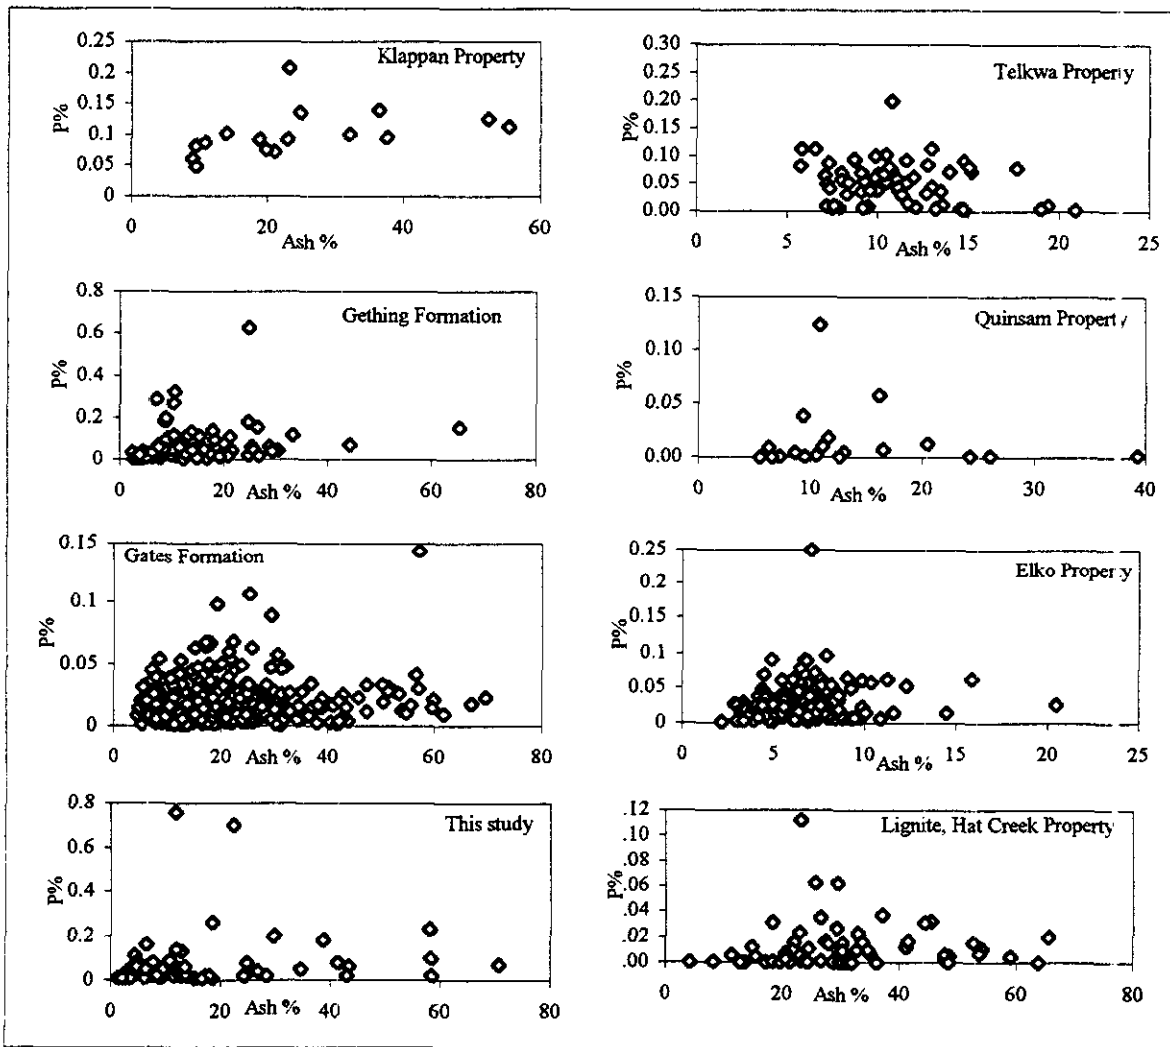 Klappan Property
P%
0.25
0.2
0.15
0.1
0.05
0
0 20 40 60
Ash %
Telkwa Property
P%
0.30
0.25
0.20
0.15
0.10
0.05
0.00
0 5 10 15 20 25
Ash %
Gething Formation
P%
0.8
0.6
0.4
0.2
0
0 20 40 60 80
Ash %
Quinsam Property
P%
0.15
0.10
0.05
0.00
0 10 20 30 40
Ash %
Gates Formation
P%
0.15
0.1
0.05
0
0 20 40 60 80
Ash %
Elko Property
P%
0.25
0.2
0.15
0.1
0.05
0
0 5 10 15 20 25
Ash %
This study
P%
0.8
0.6
0.4
0.2
0
0 20 40 60 80
Ash %
Lignite, Hat Creek Property
P%
.12
.10
.08
.06
.04
.02
.00
0 20 40 60 80
Ash %